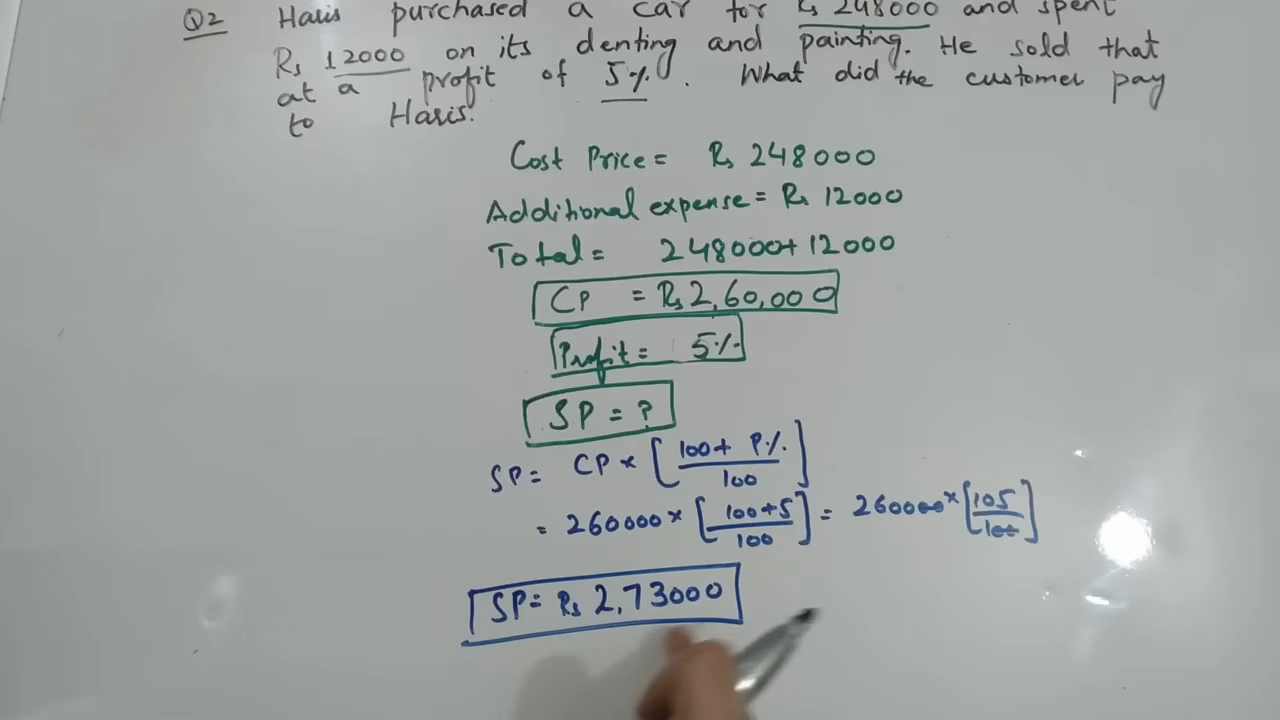 Q2 Haris purchased a car for Rs 248000 and spent
Rs 12000 on its denting and painting. He sold that
at a profit of 5%. What did the customer pay
to Haris.
Cost Price = Rs 248000
Additional expense = Rs 12000
Total = 248000+12000
CP = Rs 2,60,000
Profit = 5%
SP = ?
SP = CP × [100+ P% / 100]
= 260000 × [100+5 / 100] = 260000 × [105 / 100]
SP = Rs 2,73000